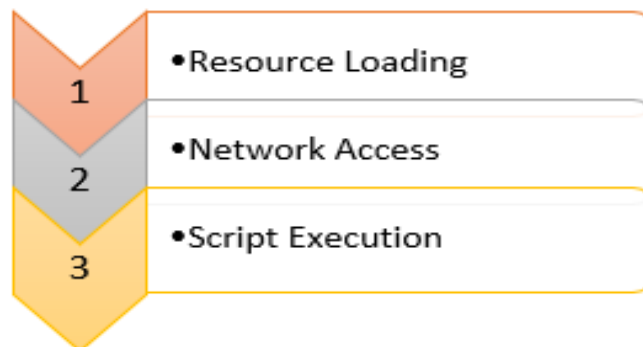 1
•Resource Loading
2
•Network Access
3
•Script Execution